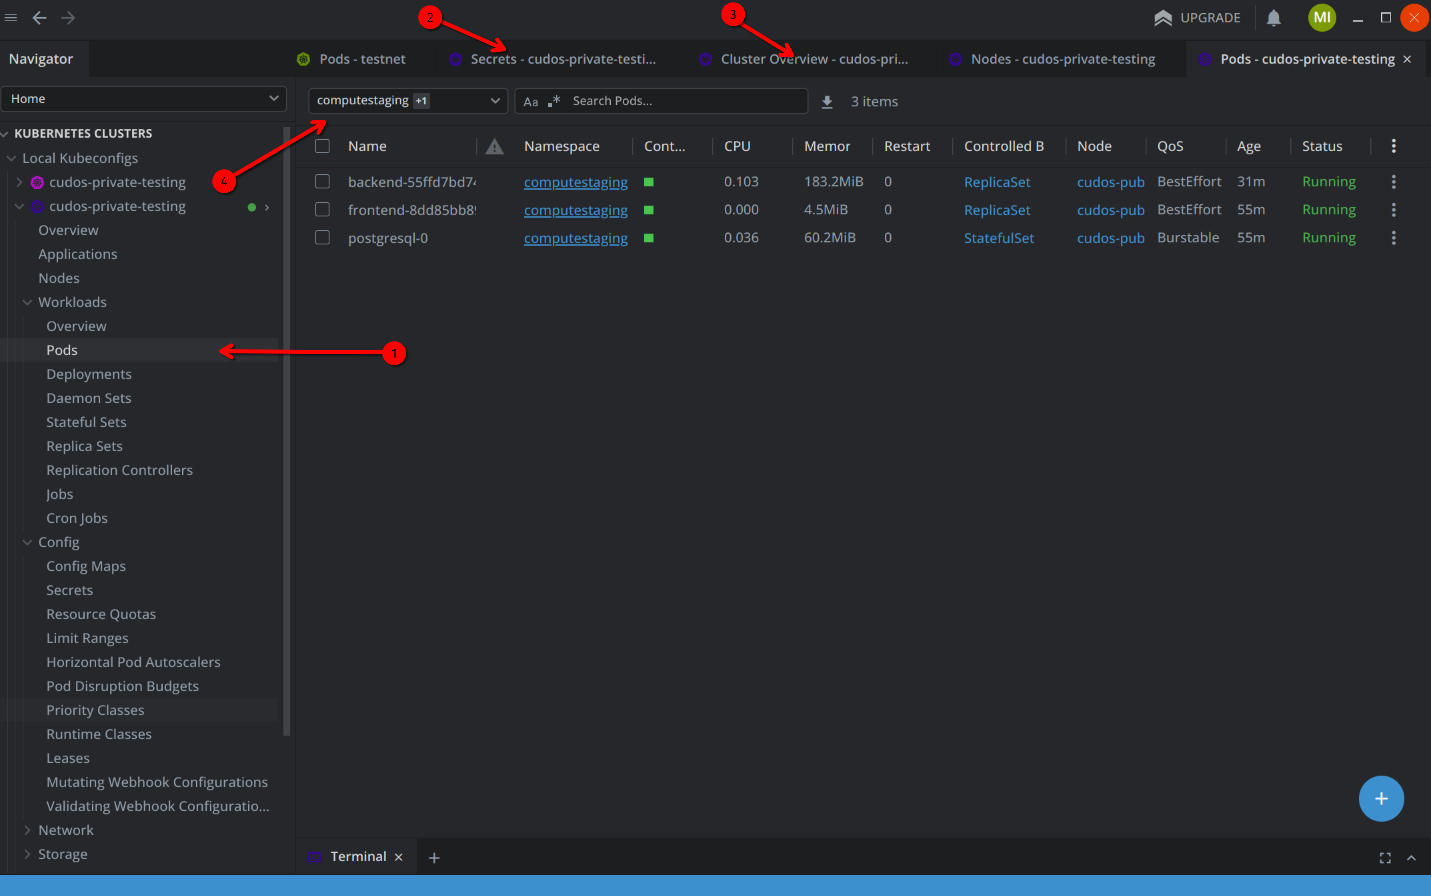 2
3
UPGRADE
MI
Navigator
Pods - testnet
Secrets - cudos-private-testi...
Cluster Overview - cudos-pri...
Nodes - cudos-private-testing
Pods - cudos-private-testing
Home
computestaging +1
Aa .* Search Pods...
3 items
KUBERNETES CLUSTERS
Local Kubeconfigs
cudos-private-testing
4
cudos-private-testing
Overview
Applications
Nodes
Workloads
Overview
Pods
1
Deployments
Daemon Sets
Stateful Sets
Replica Sets
Replication Controllers
Jobs
Cron Jobs
Config
Config Maps
Secrets
Resource Quotas
Limit Ranges
Horizontal Pod Autoscalers
Pod Disruption Budgets
Priority Classes
Runtime Classes
Leases
Mutating Webhook Configurations
Validating Webhook Configuratio...
Network
Storage
Name Namespace Cont... CPU Memor Restart Controlled B Node QoS Age Status
backend-55ffd7bd74 computestaging 0.103 183.2MiB 0 ReplicaSet cudos-pub BestEffort 31m Running
frontend-8dd85bb89 computestaging 0.000 4.5MiB 0 ReplicaSet cudos-pub BestEffort 55m Running
postgresql-0 computestaging 0.036 60.2MiB 0 StatefulSet cudos-pub Burstable 55m Running
Terminal